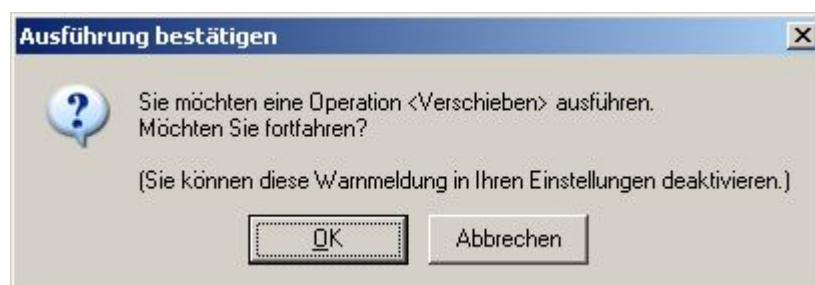 Ausführung bestätigen
Sie möchten eine Operation <Verschieben> ausführen.
Möchten Sie fortfahren?
(Sie können diese Warnmeldung in Ihren Einstellungen deaktivieren.)
OK
Abbrechen